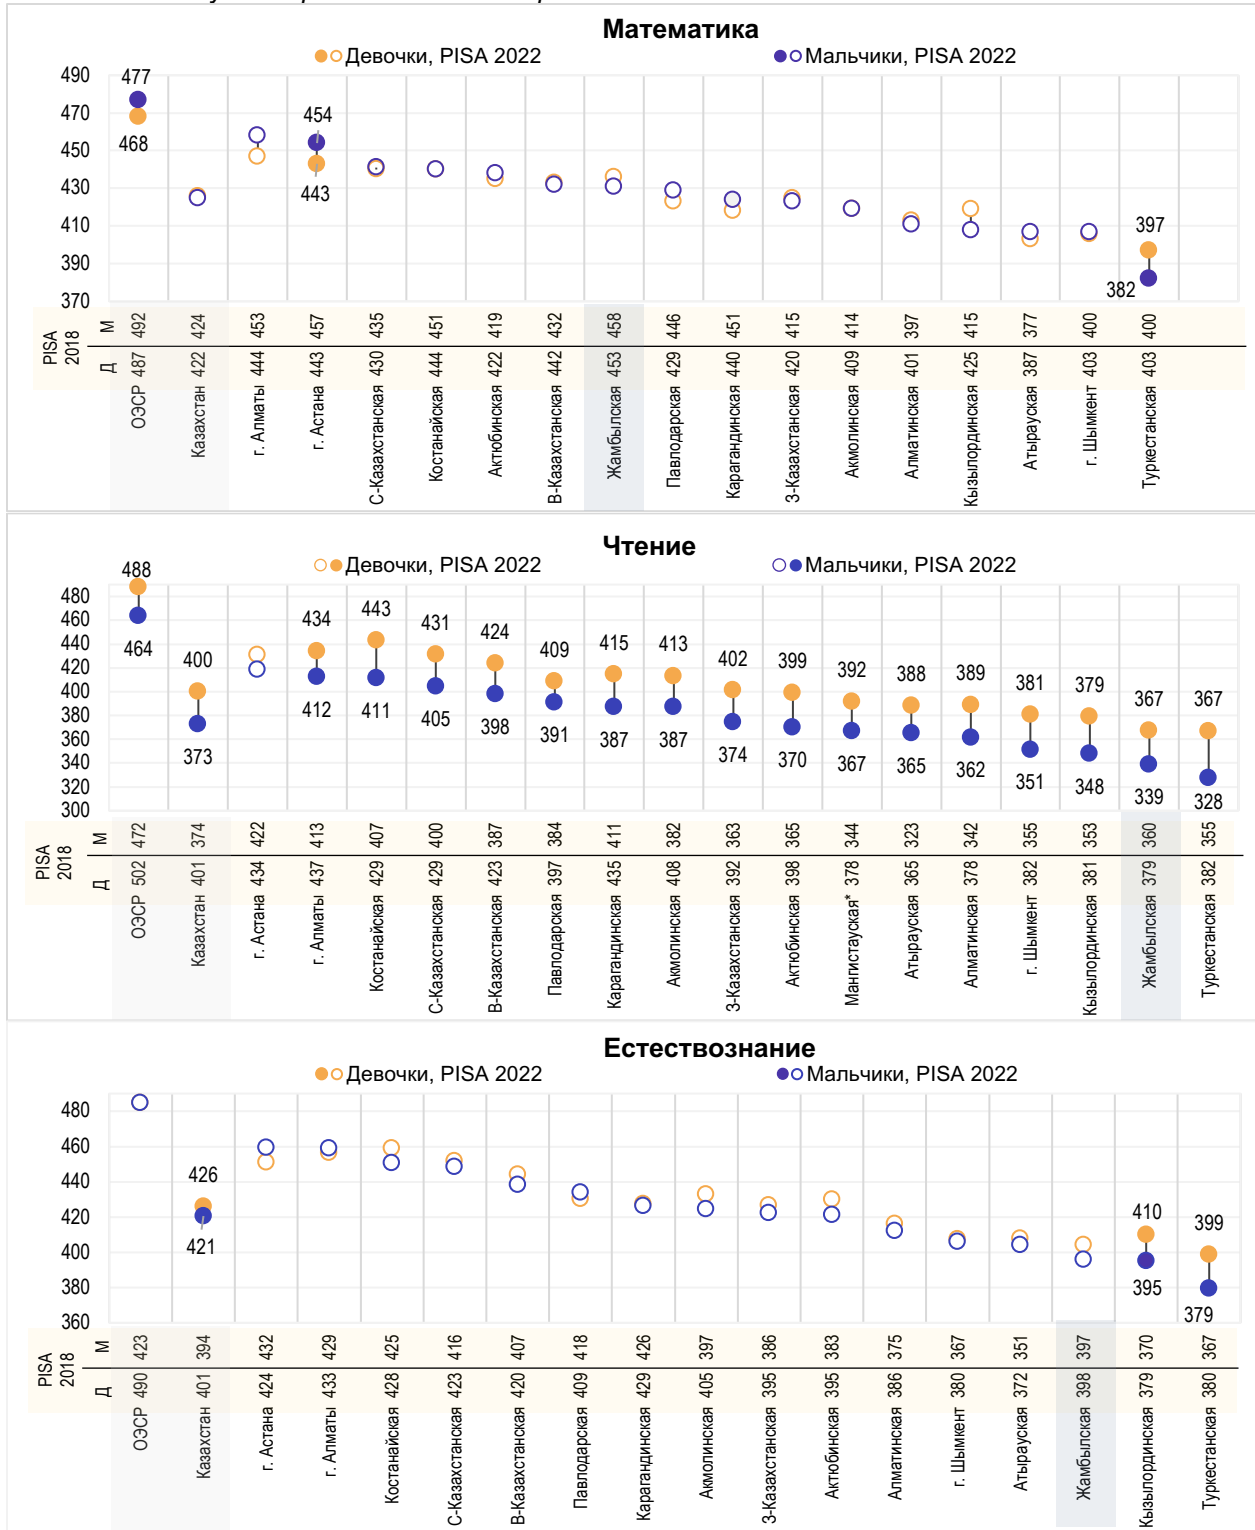 Математика
Девочки, PISA 2022
Мальчики, PISA 2022
490
470
450
430
410
390
370
477
468
454
443
397
382
PISA 2018
М 492 424 453 457 435 451 419 432 458 446 451 415 414 397 415 377 400 400
Д 487 422 444 443 430 444 422 442 453 429 440 420 409 401 425 387 403 403
ОЭСР
Казахстан
г. Алматы
г. Астана
С-Казахстанская
Костанайская
Актюбинская
В-Казахстанская
Жамбылская
Павлодарская
Карагандинская
З-Казахстанская
Акмолинская
Алматинская
Кызылординская
Атырауская
г. Шымкент
Туркестанская
Чтение
Девочки, PISA 2022
Мальчики, PISA 2022
480
460
440
420
400
380
360
340
320
300
488 400 434 443 431 424 409 415 413 402 399 392 388 389 381 379 367 367
464 373 412 411 405 398 391 387 387 374 370 367 365 362 351 348 339 328
PISA 2018
М 472 374 422 413 407 400 387 384 411 382 363 365 344 323 342 355 353 360 355
Д 502 401 434 437 429 429 423 397 435 408 392 398 378 365 378 382 381 379 382
ОЭСР
Казахстан
г. Астана
г. Алматы
Костанайская
С-Казахстанская
В-Казахстанская
Павлодарская
Карагандинская
Акмолинская
З-Казахстанская
Актюбинская
Мангистауская*
Атырауская
Алматинская
г. Шымкент
Кызылординская
Жамбылская
Туркестанская
Естествознание
Девочки, PISA 2022
Мальчики, PISA 2022
480
460
440
420
400
380
360
426
421
410
395
399
379
PISA 2018
М 423 394 432 429 425 416 407 418 426 397 386 383 375 367 351 397 370 367
Д 490 401 424 433 428 423 420 409 429 405 395 395 386 380 372 398 379 380
ОЭСР
Казахстан
г. Астана
г. Алматы
Костанайская
С-Казахстанская
В-Казахстанская
Павлодарская
Карагандинская
Акмолинская
З-Казахстанская
Актюбинская
Алматинская
г. Шымкент
Атырауская
Жамбылская
Кызылординская
Туркестанская